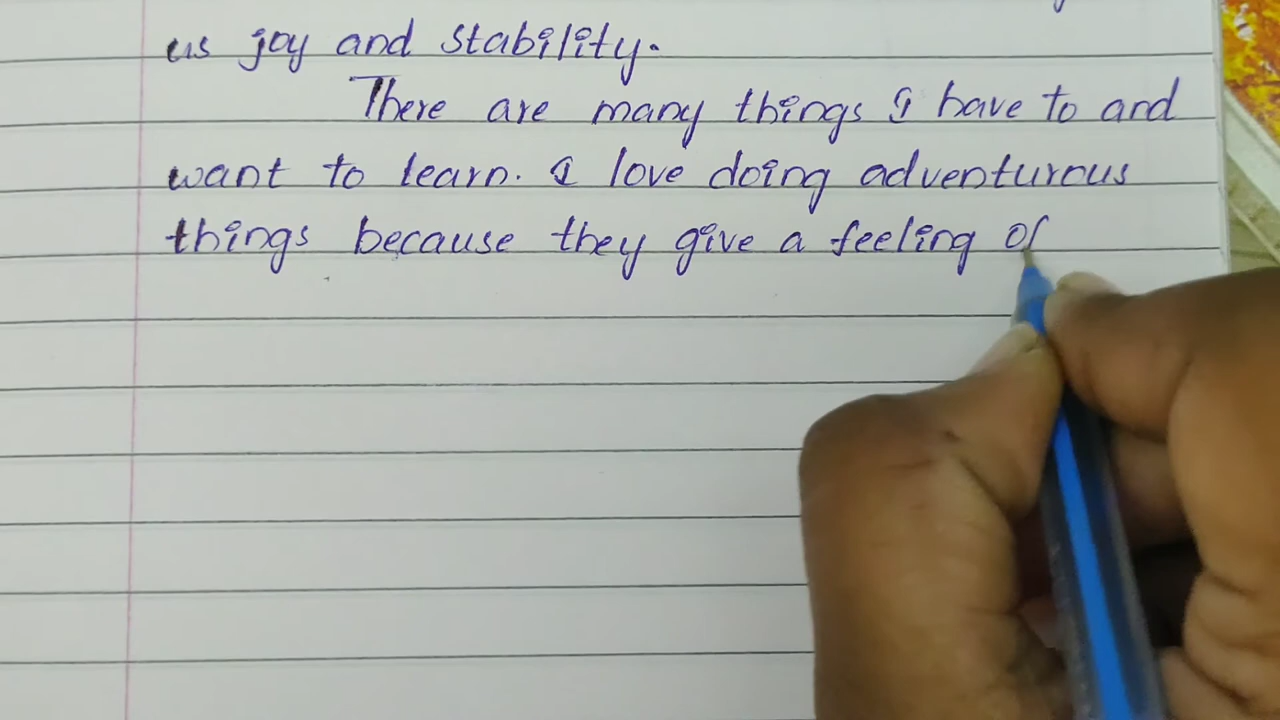 us joy and stability.
There are many things I have to and
want to learn. I love doing adventurous
things because they give a feeling of